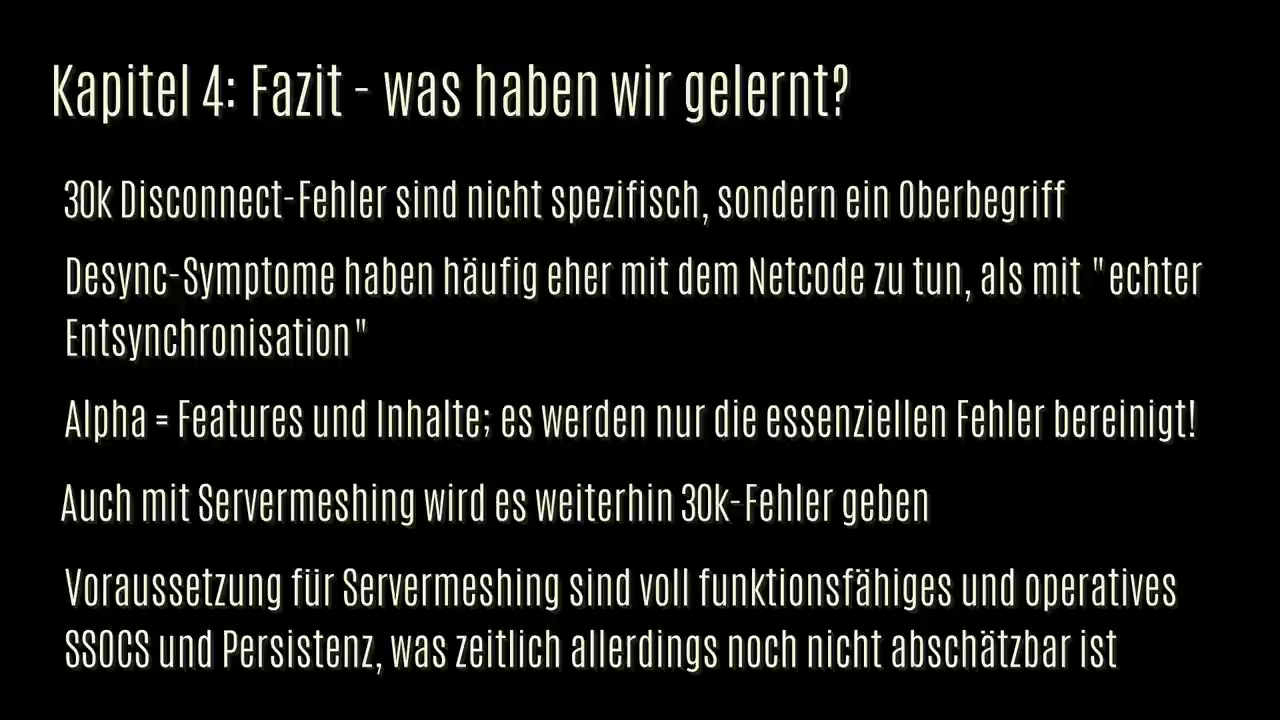 Kapitel 4: Fazit - was haben wir gelernt?
30k Disconnect-Fehler sind nicht spezifisch, sondern ein Oberbegriff
Desync-Symptome haben häufig eher mit dem Netcode zu tun, als mit "echter
Entsynchronisation"
Alpha = Features und Inhalte; es werden nur die essenziellen Fehler bereinigt!
Auch mit Servermeshing wird es weiterhin 30k-Fehler geben
Voraussetzung für Servermeshing sind voll funktionsfähiges und operatives
SSOCS und Persistenz, was zeitlich allerdings noch nicht abschätzbar ist